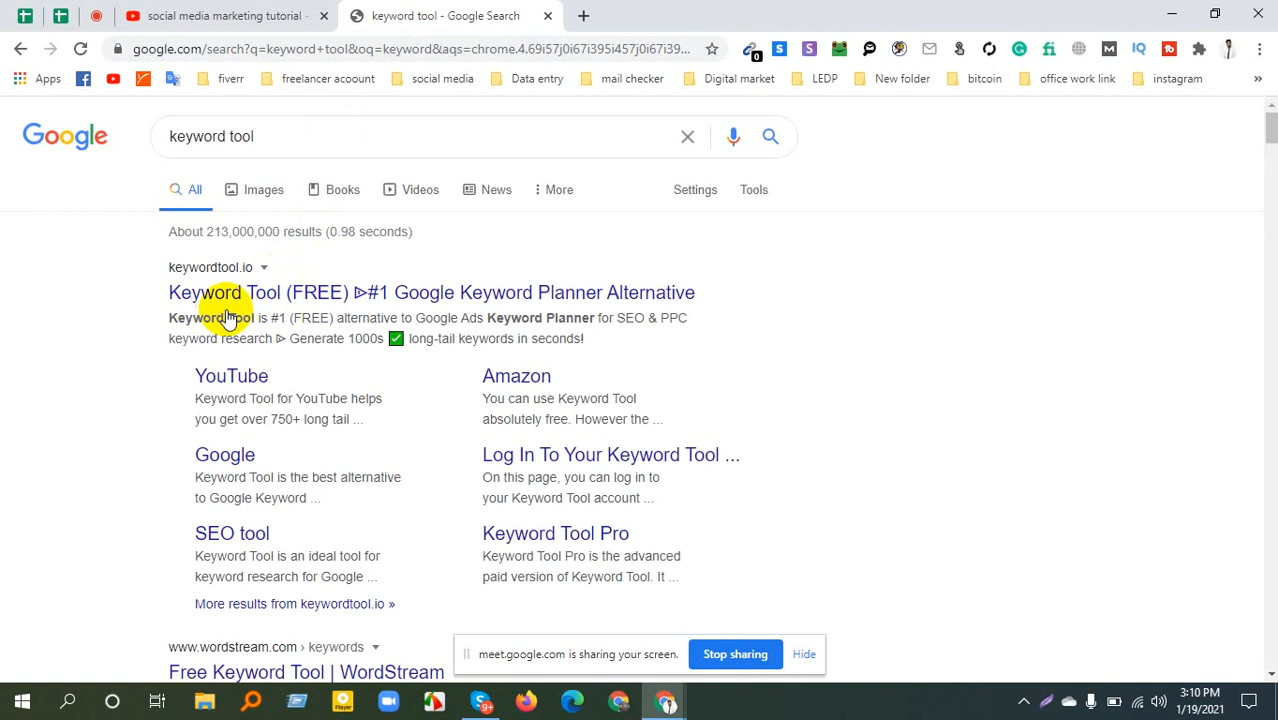 social media marketing tutorial -
keyword tool - Google Search
google.com/search?q=keyword+tool&oq=keyword&aqs=chrome.4.69i57j0i67i395i457j0i67i39...
0
Apps
fiverr
freelancer acoount
social media
Data entry
mail checker
Digital market
LEDP
New folder
bitcoin
office work link
instagram
»
Google
keyword tool
All
Images
Books
Videos
News
More
Settings
Tools
About 213,000,000 results (0.98 seconds)
keywordtool.io
Keyword Tool (FREE) ᐈ#1 Google Keyword Planner Alternative
Keyword Tool is #1 (FREE) alternative to Google Ads Keyword Planner for SEO & PPC
keyword research ᐈ Generate 1000s ✅ long-tail keywords in seconds!
YouTube
Keyword Tool for YouTube helps
you get over 750+ long tail ...
Amazon
You can use Keyword Tool
absolutely free. However the ...
Google
Keyword Tool is the best alternative
to Google Keyword ...
Log In To Your Keyword Tool ...
On this page, you can log in to
your Keyword Tool account ...
SEO tool
Keyword Tool is an ideal tool for
keyword research for Google ...
Keyword Tool Pro
Keyword Tool Pro is the advanced
paid version of Keyword Tool. It ...
More results from keywordtool.io »
www.wordstream.com › keywords
Free Keyword Tool | WordStream
meet.google.com is sharing your screen.
Stop sharing
Hide
Player
9+
3:10 PM
1/19/2021